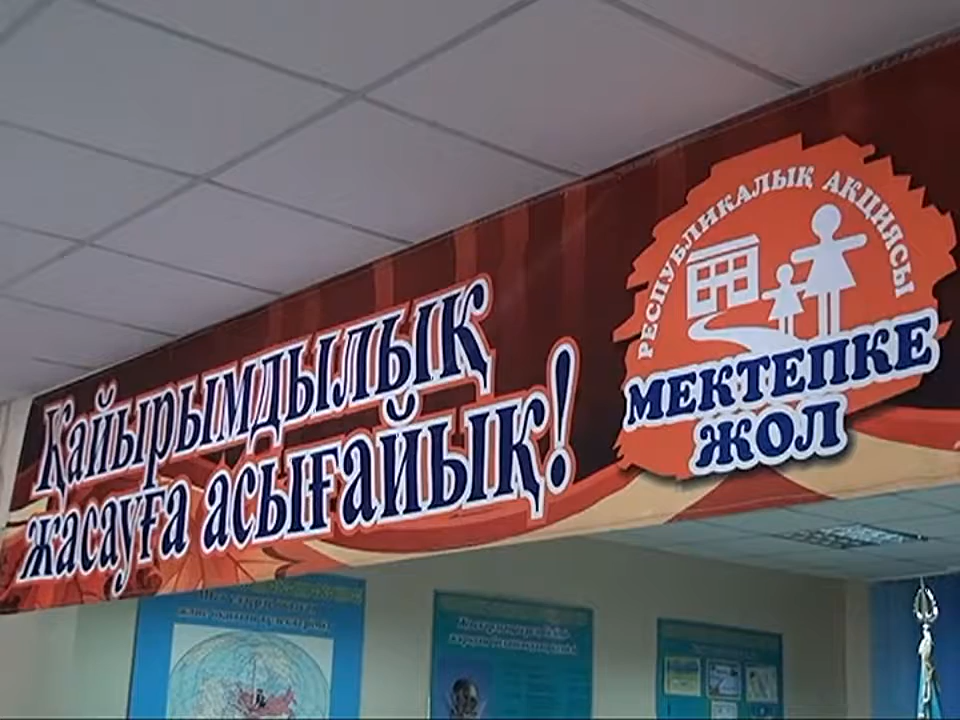 Қайырымдылық
жасауға асығайық!
РЕСПУБЛИКАЛЫҚ АКЦИЯСЫ
МЕКТЕПКЕ
ЖОЛ